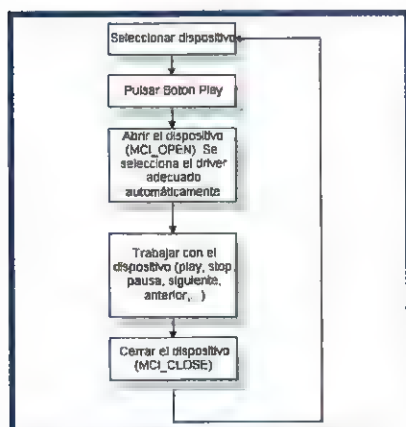 Seleccionar dispositivo
Pulsar Boton Play
Abrir el dispositivo
(MCI_OPEN) Se
selecciona el driver
adecuado
automáticamente
Trabajar con el
dispositivo (play, stop,
pausa, siguiente,
anterior,...)
Cerrar el dispositivo
(MCI_CLOSE)